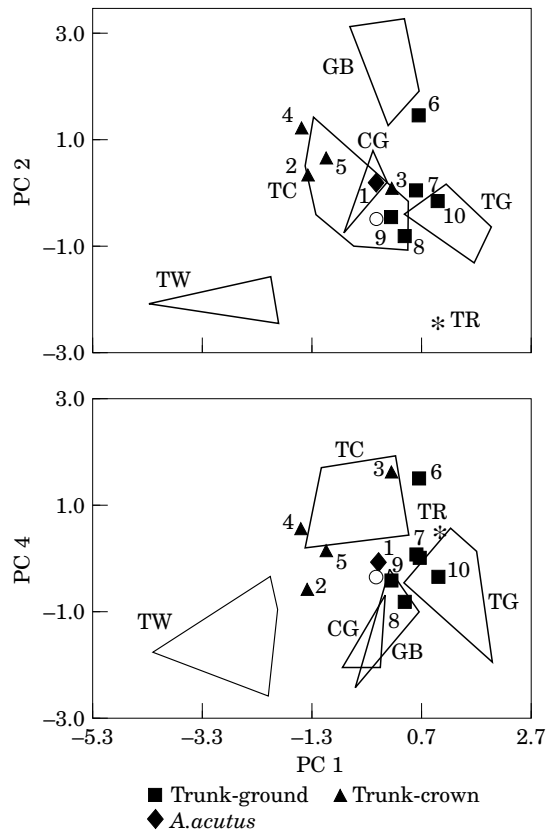 3.0
GB
6
4
CG
1.0
PC 2
5
2
3
7
TG
TC
1
10
9
8
−1.0
TW
TR
−3.0
3.0
TC
3
6
PC 4
1.0
TR
4
1
7
5
9
10
2
−1.0
TW
8
TG
CG
GB
−3.0
−5.3 −3.3 −1.3 0.7 2.7
PC 1
Trunk-ground Trunk-crown
A.acutus